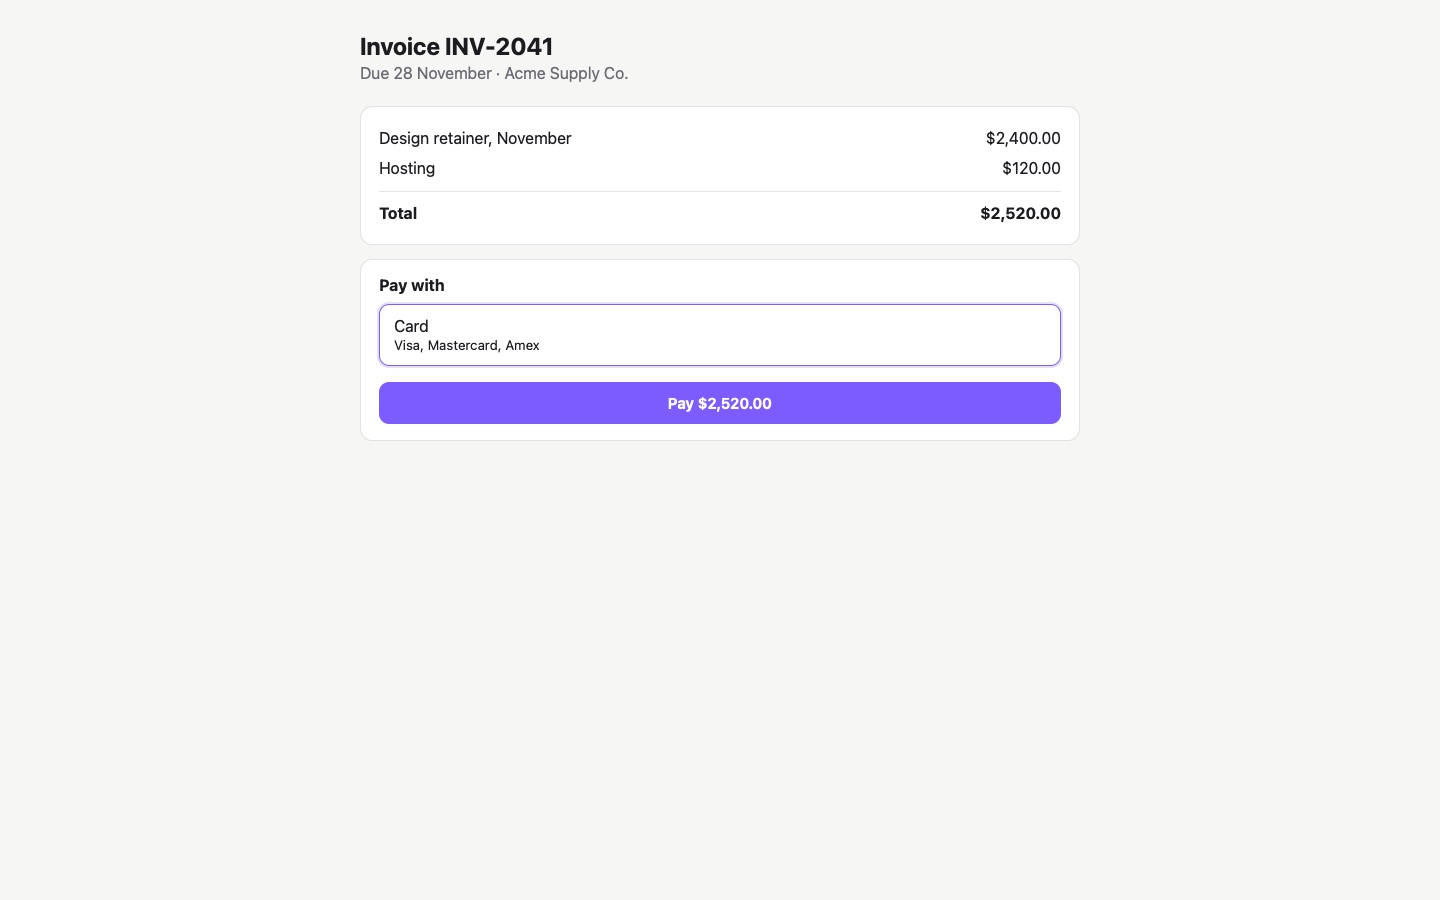 Invoice INV-2041
Due 28 November · Acme Supply Co.
Design retainer, November $2,400.00
Hosting $120.00
Total $2,520.00
Pay with
Card
Visa, Mastercard, Amex
Pay $2,520.00